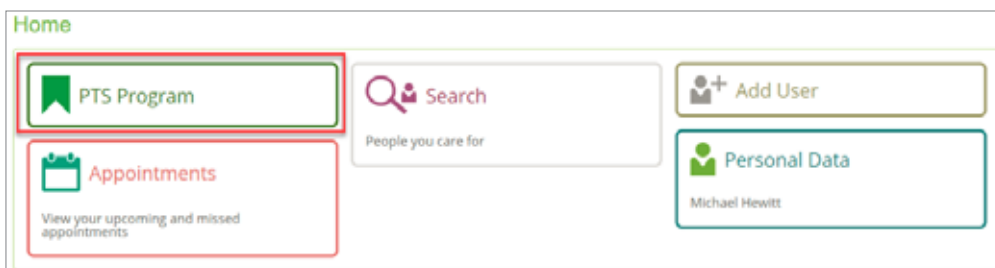 Home
PTS Program
Appointments
View your upcoming and missed
appointments
Search
People you care for
Add User
Personal Data
Michael Hewitt